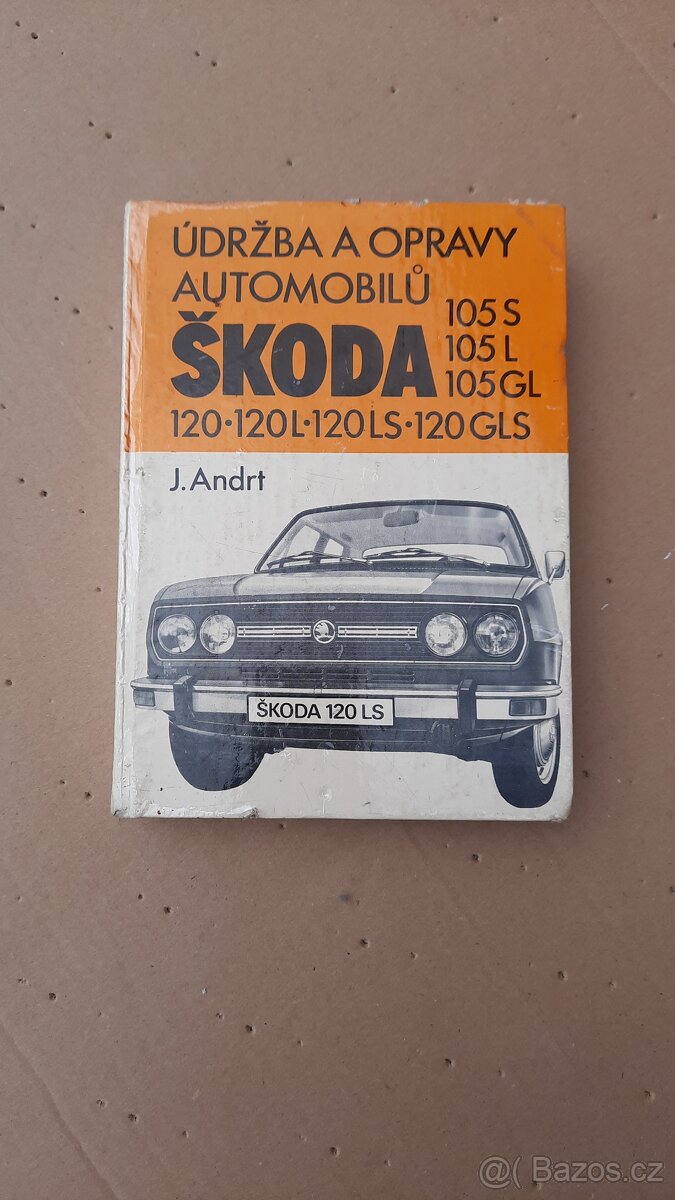 ÚDRŽBA A OPRAVY
AUTOMOBILŮ
ŠKODA
105 S
105 L
105 GL
120•120 L•120 LS•120 GLS
J. Andrt
ŠKODA 120 LS
@( Bazos.cz